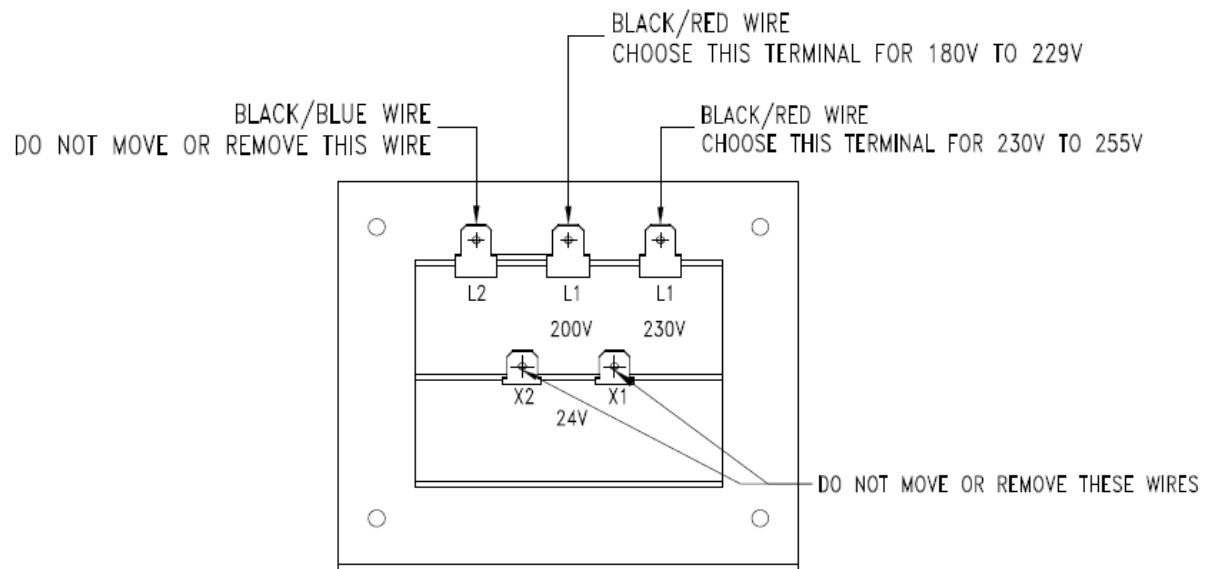 BLACK/RED WIRE
CHOOSE THIS TERMINAL FOR 180V TO 229V
BLACK/BLUE WIRE
DO NOT MOVE OR REMOVE THIS WIRE
BLACK/RED WIRE
CHOOSE THIS TERMINAL FOR 230V TO 255V
L2 L1 L1
200V 230V
X2 X1
24V
DO NOT MOVE OR REMOVE THESE WIRES